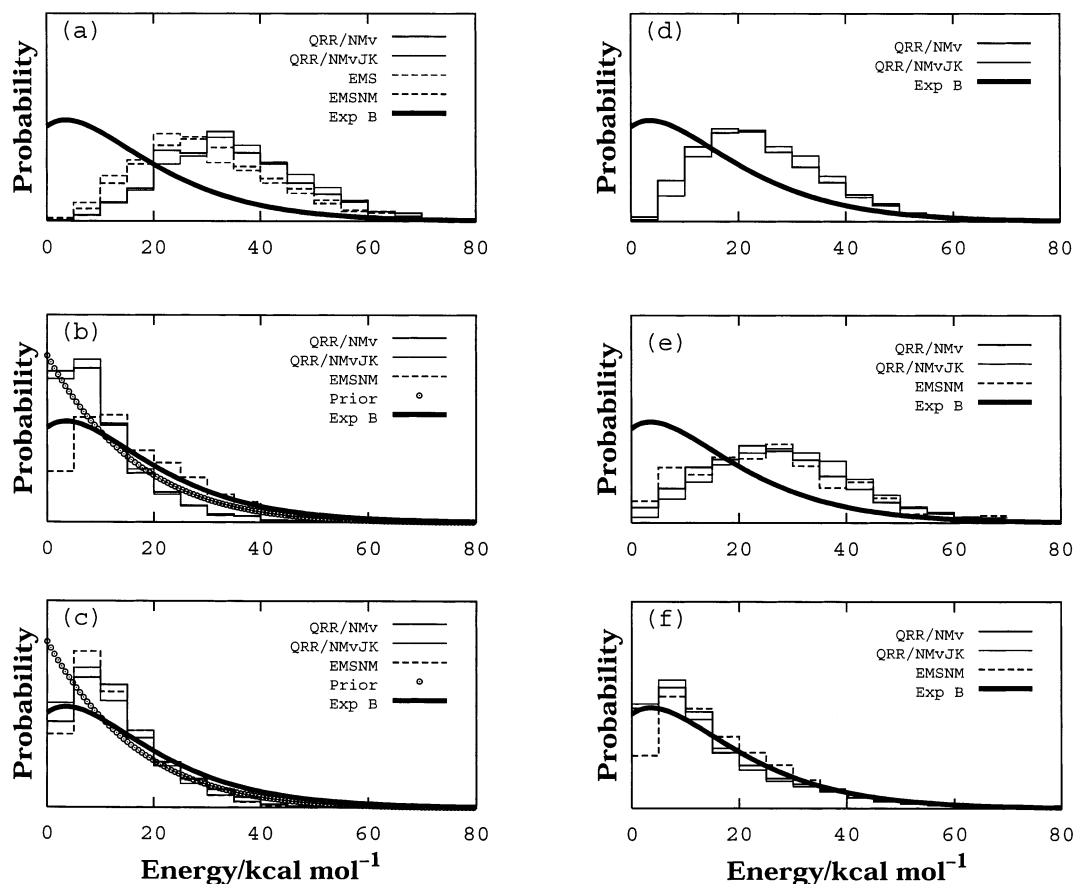 (a)
QRR/NMv
QRR/NMvJK
EMS
EMSNM
Exp B
Probability
0 20 40 60 80
(d)
QRR/NMv
QRR/NMvJK
Exp B
Probability
0 20 40 60 80
(b)
QRR/NMv
QRR/NMvJK
EMSNM
Prior
Exp B
Probability
0 20 40 60 80
(e)
QRR/NMv
QRR/NMvJK
EMSNM
Exp B
Probability
0 20 40 60 80
(c)
QRR/NMv
QRR/NMvJK
EMSNM
Prior
Exp B
Probability
0 20 40 60 80
Energy/kcal mol⁻¹
(f)
QRR/NMv
QRR/NMvJK
EMSNM
Exp B
Probability
0 20 40 60 80
Energy/kcal mol⁻¹